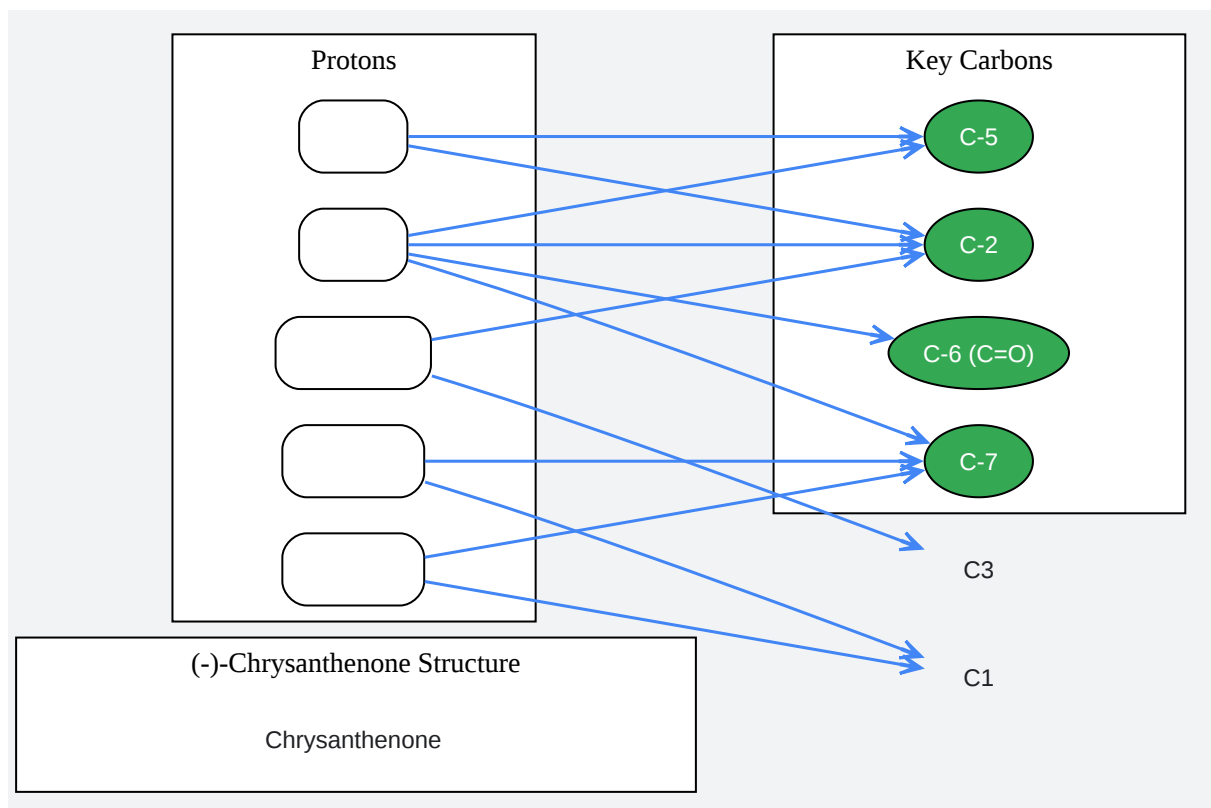 Protons
Key Carbons
C-5
C-2
C-6 (C=O)
C-7
C3
C1
(-)-Chrysanthenone Structure
Chrysanthenone